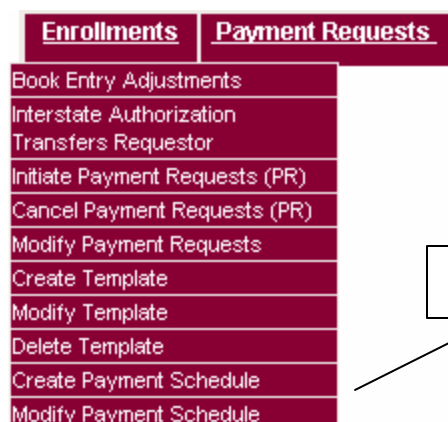 Enrollments Payment Requests
Book Entry Adjustments
Interstate Authorization
Transfers Requestor
Initiate Payment Requests (PR)
Cancel Payment Requests (PR)
Modify Payment Requests
Create Template
Modify Template
Delete Template
Create Payment Schedule
Modify Payment Schedule